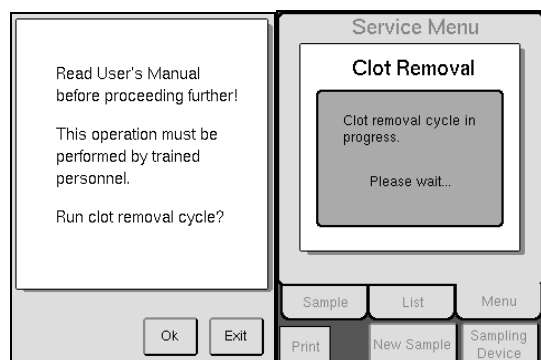 Read User's Manual
before proceeding further!
This operation must be
performed by trained
personnel.
Run clot removal cycle?
Ok
Exit
Service Menu
Clot Removal
Clot removal cycle in
progress.
Please wait...
Sample
List
Menu
Print
New Sample
Sampling
Device